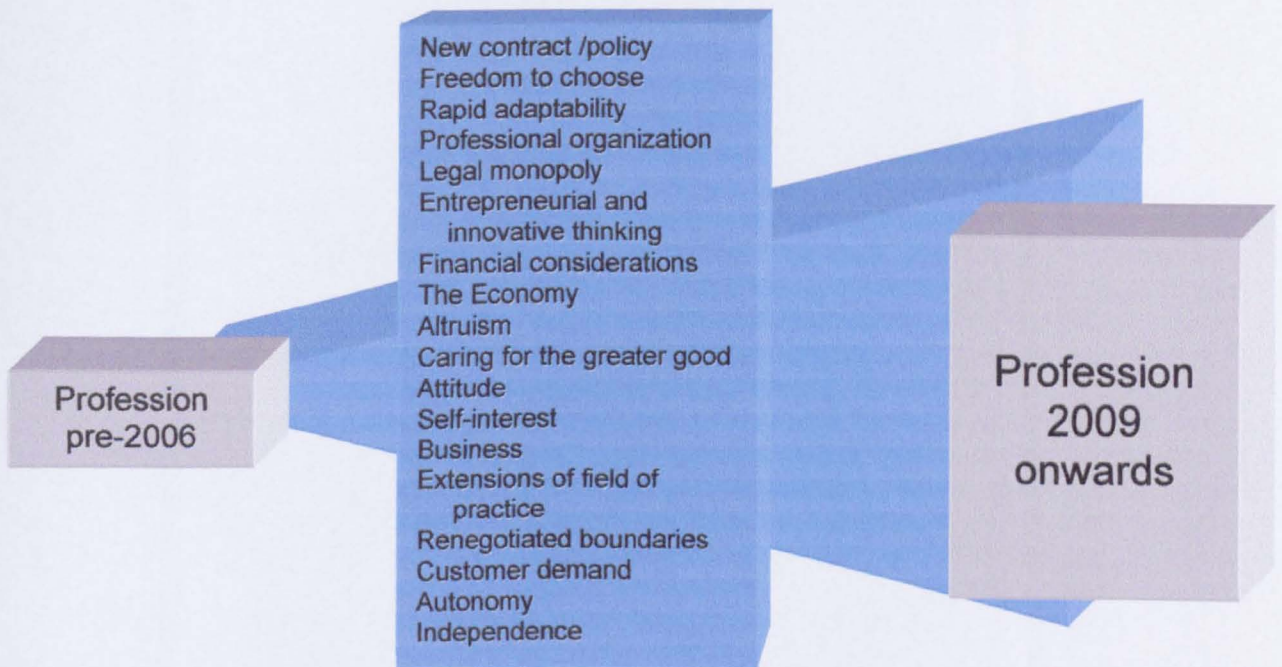 Profession
pre-2006
New contract /policy
Freedom to choose
Rapid adaptability
Professional organization
Legal monopoly
Entrepreneurial and
innovative thinking
Financial considerations
The Economy
Altruism
Caring for the greater good
Attitude
Self-interest
Business
Extensions of field of
practice
Renegotiated boundaries
Customer demand
Autonomy
Independence
Profession
2009
onwards